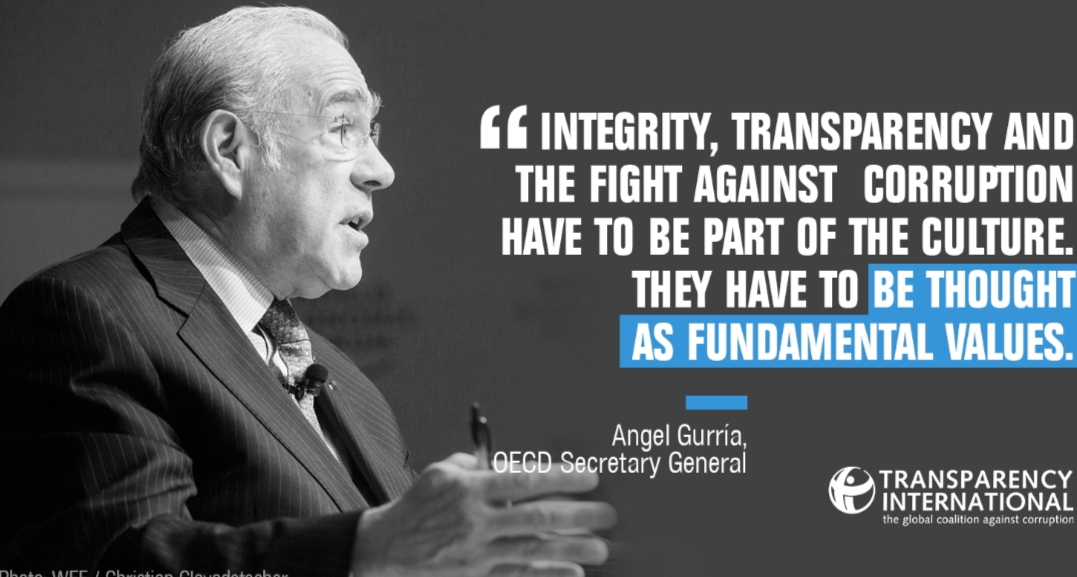 “ INTEGRITY, TRANSPARENCY AND
THE FIGHT AGAINST CORRUPTION
HAVE TO BE PART OF THE CULTURE.
THEY HAVE TO BE THOUGHT
AS FUNDAMENTAL VALUES.
Angel Gurría,
OECD Secretary General
TRANSPARENCY
INTERNATIONAL
the global coalition against corruption
Photo WEF / Christian